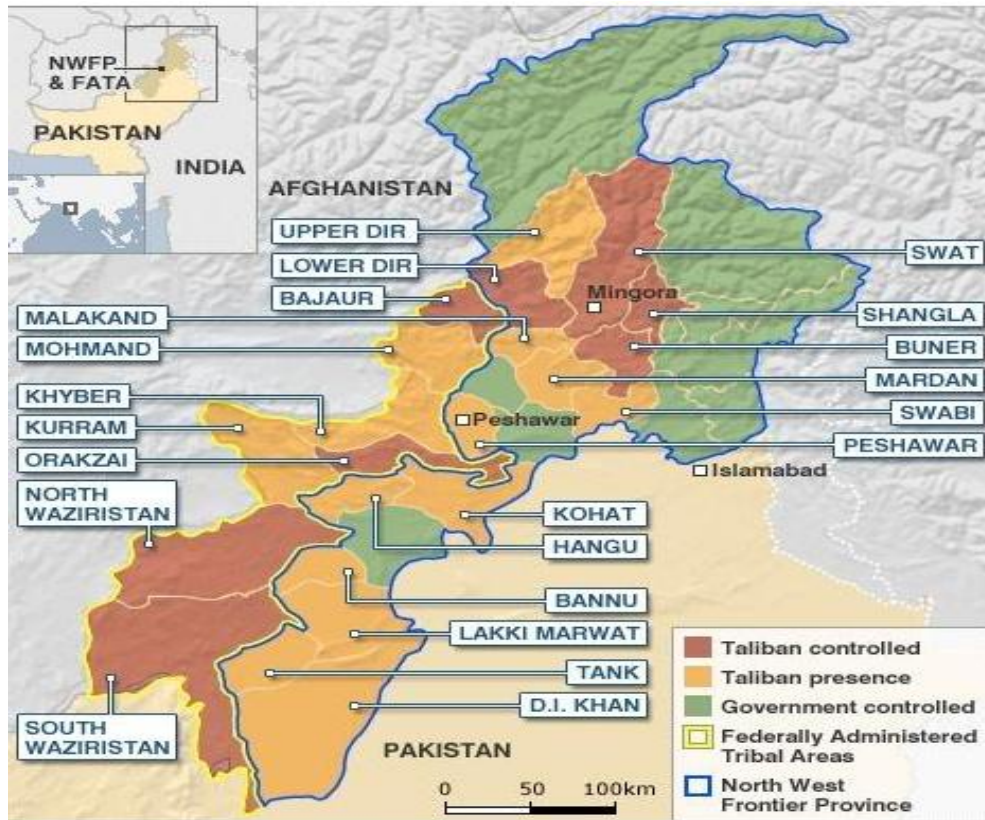 NWFP
& FATA
PAKISTAN
INDIA
AFGHANISTAN
UPPER DIR
LOWER DIR
BAJAUR
MALAKAND
MOHMAND
KHYBER
KURRAM
ORAKZAI
NORTH
WAZIRISTAN
SOUTH
WAZIRISTAN
Mingora
Peshawar
Islamabad
SWAT
SHANGLA
BUNER
MARDAN
SWABI
PESHAWAR
KOHAT
HANGU
BANNU
LAKKI MARWAT
TANK
D.I. KHAN
PAKISTAN
0 50 100km
Taliban controlled
Taliban presence
Government controlled
Federally Administered
Tribal Areas
North West
Frontier Province